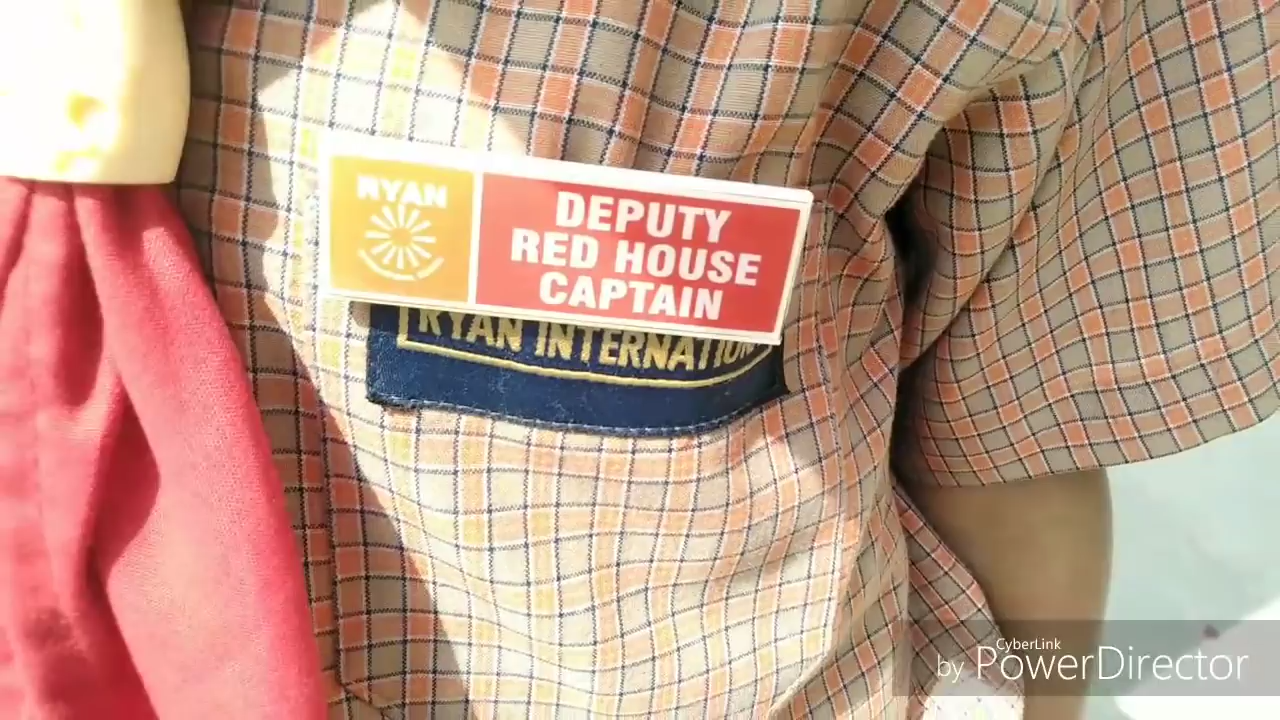 RYAN
DEPUTY
RED HOUSE
CAPTAIN
RYAN INTERNATION
CyberLink
by PowerDirector